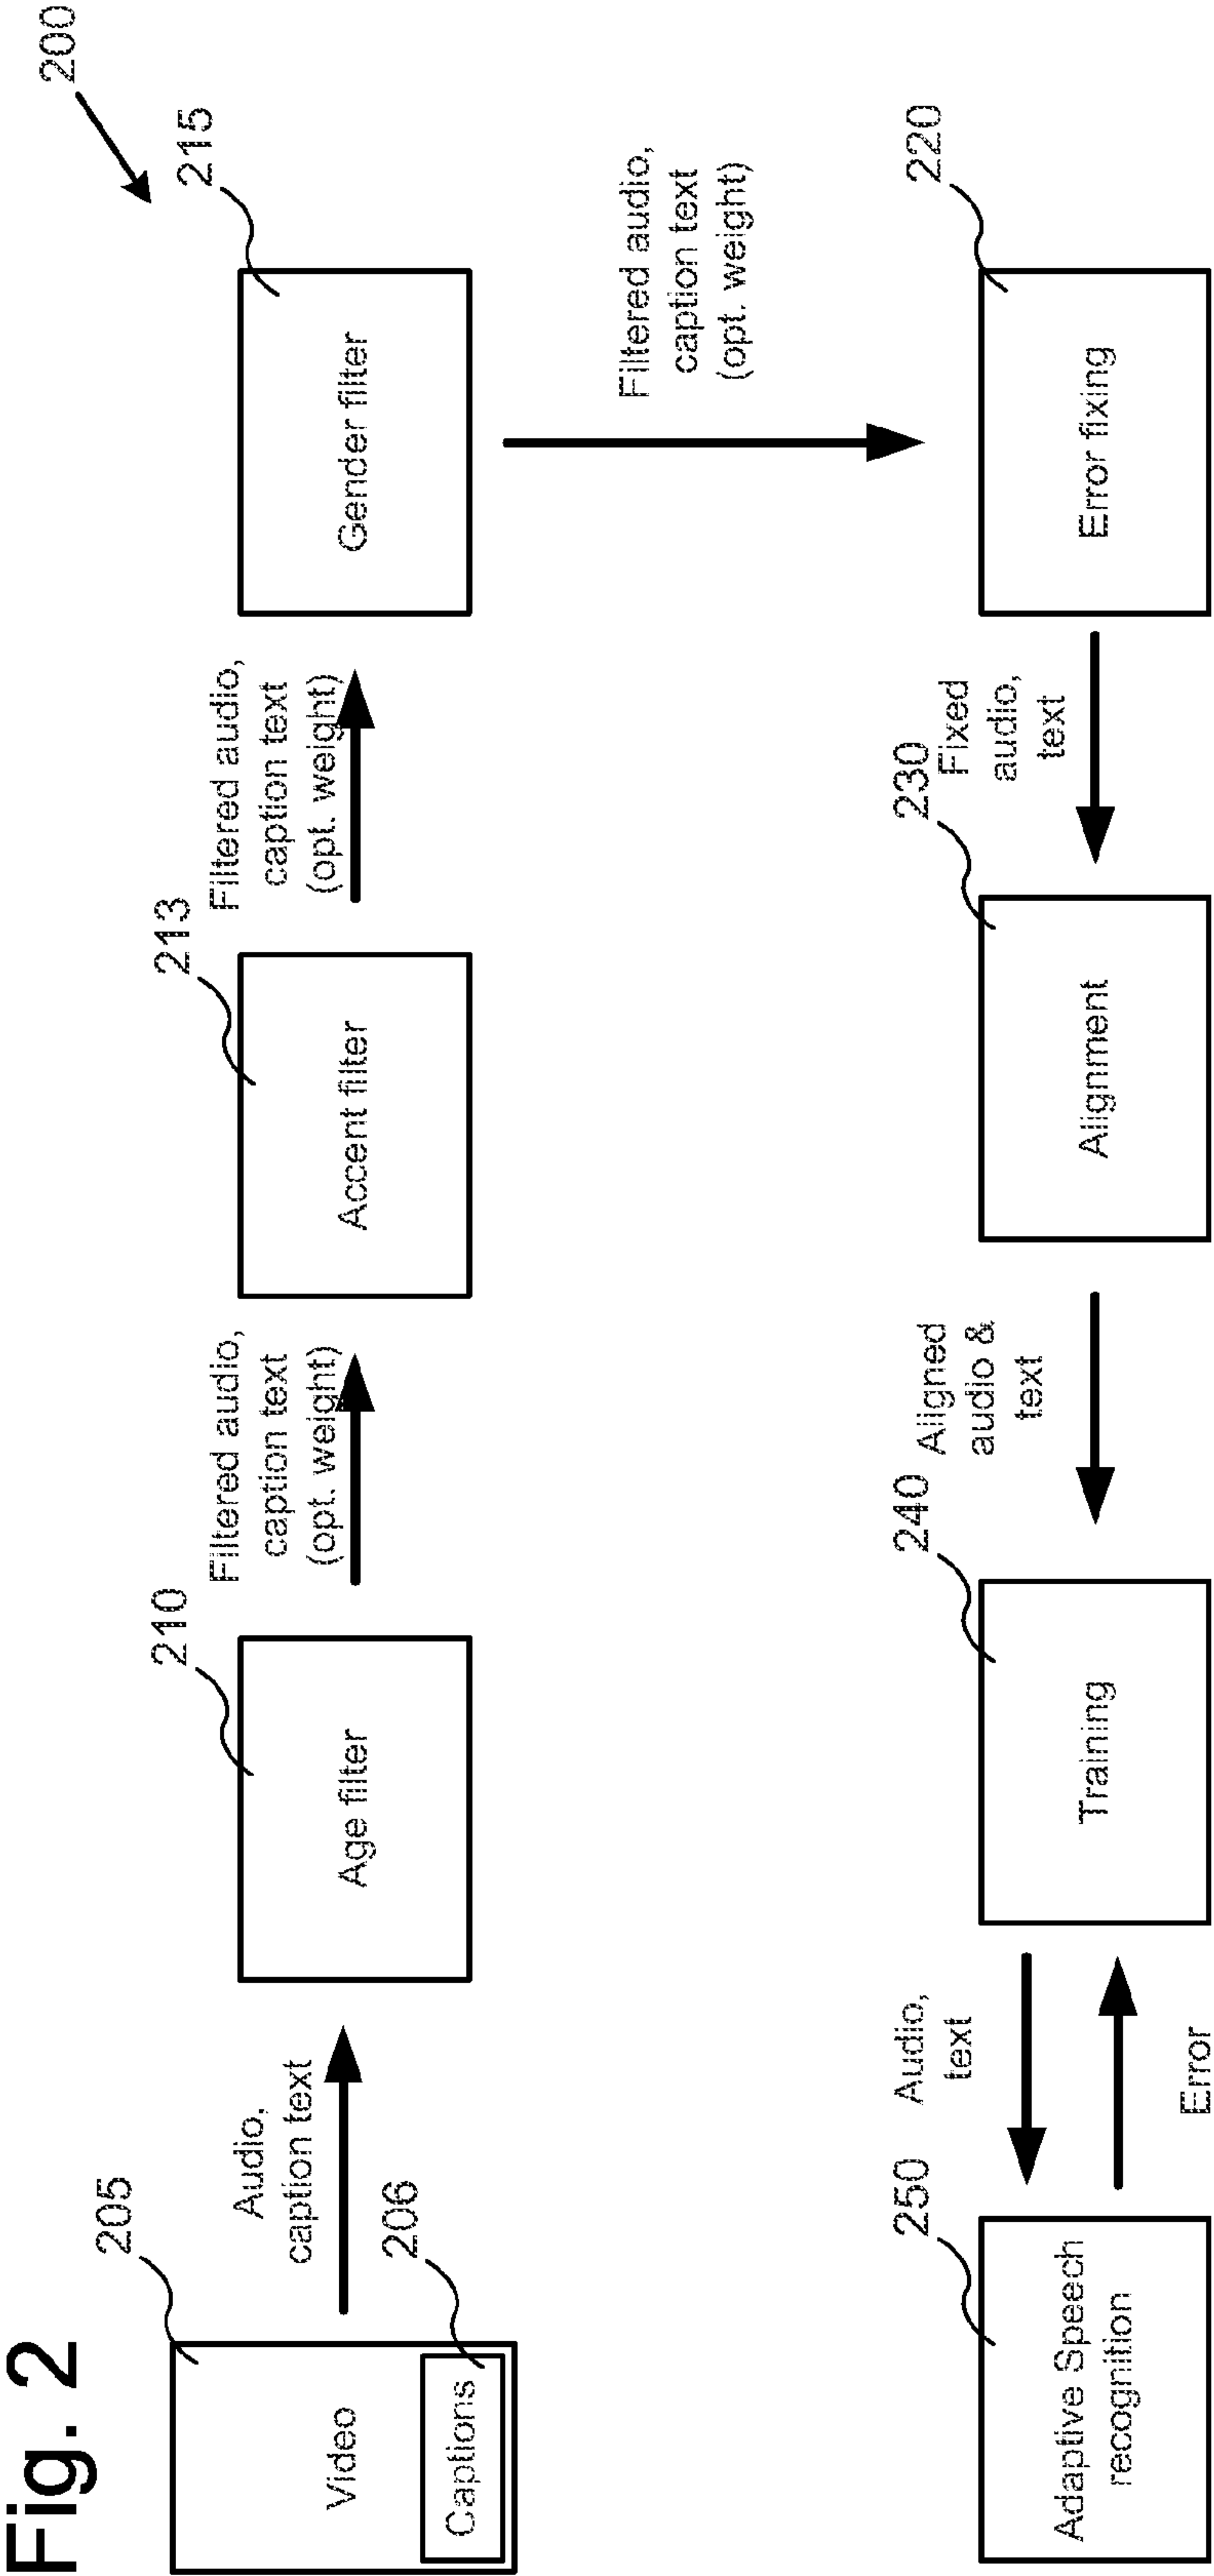 Fig. 2
200
205
Video
206
Captions
Audio,
caption text
210
Age filter
Filtered audio,
caption text
(opt. weight)
213
Accent filter
Filtered audio,
caption text
(opt. weight)
215
Gender filter
Filtered audio,
caption text
(opt. weight)
220
Error fixing
Fixed
audio,
text
230
Alignment
Aligned
audio &
text
240
Training
Audio,
text
Error
250
Adaptive Speech
recognition